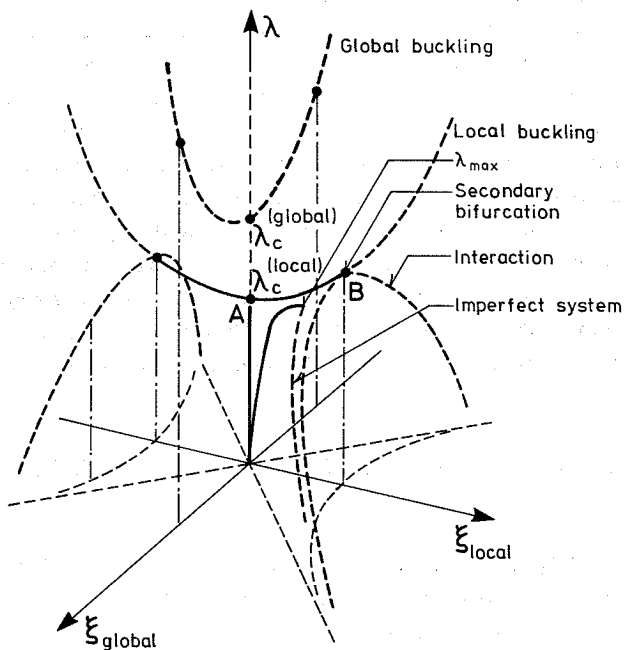 λ
Global buckling
Local buckling
λmax
Secondary
bifurcation
Interaction
Imperfect system
(global)
λc
(local)
λc
A
B
ξlocal
ξglobal